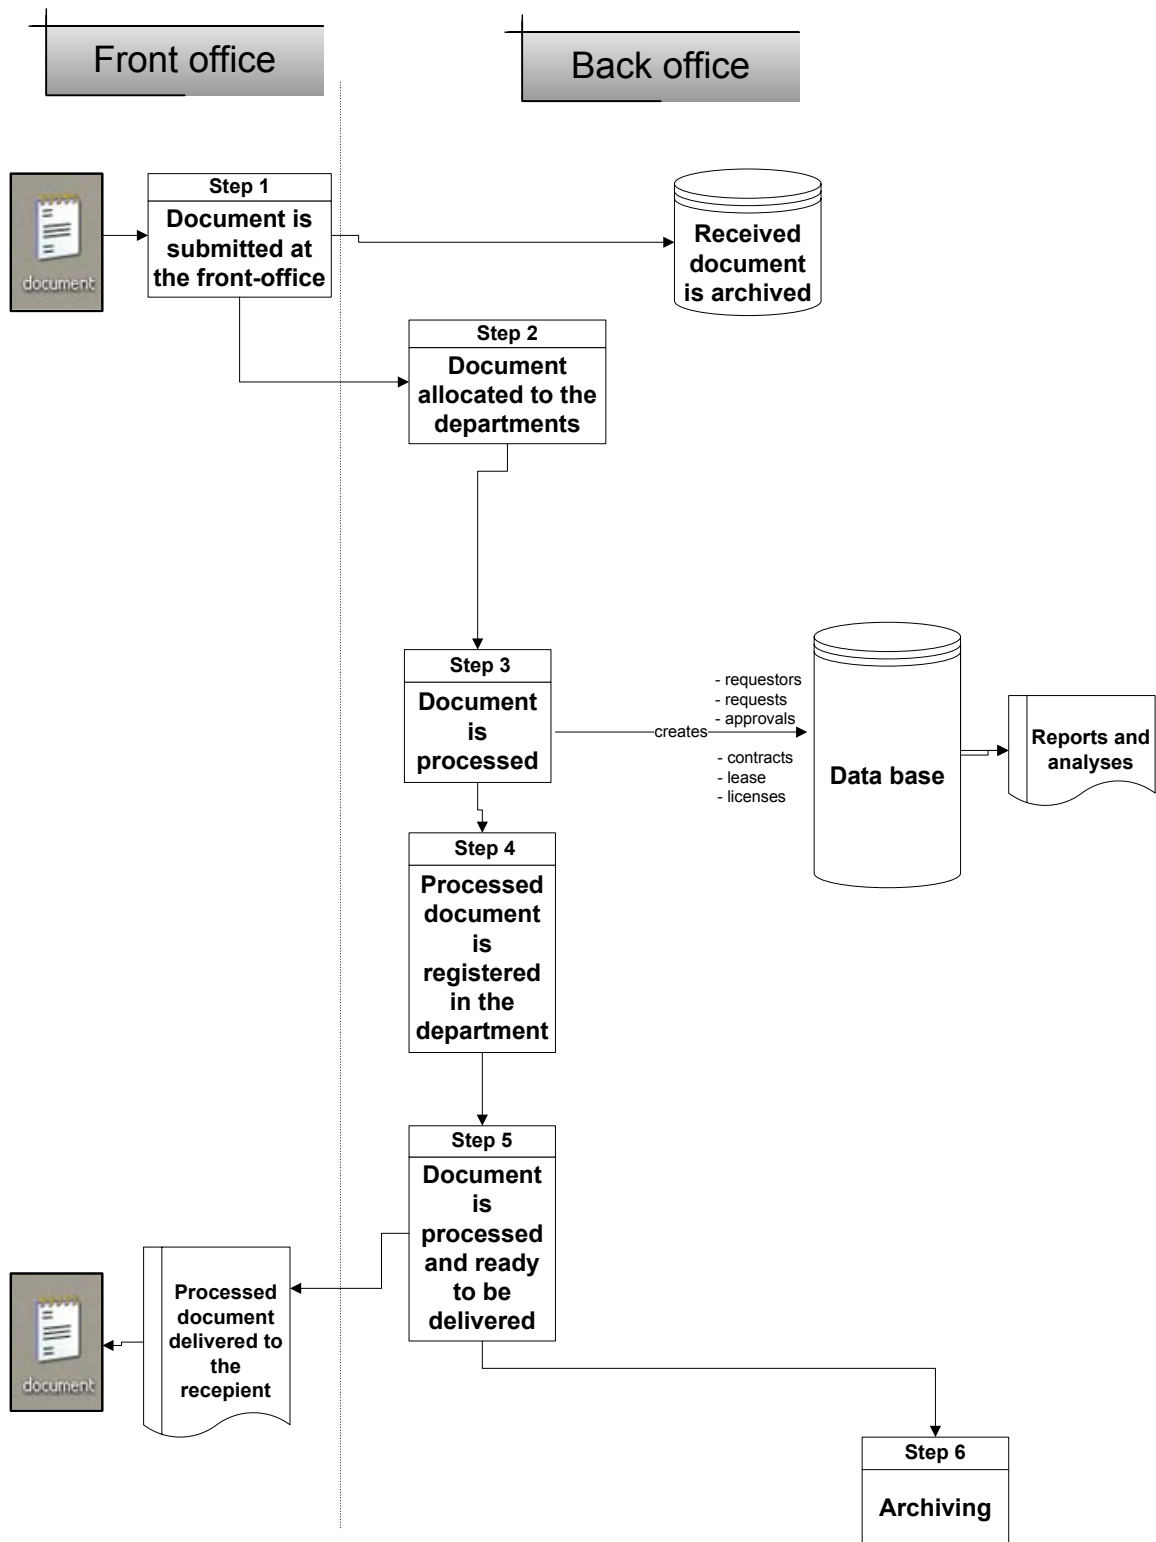 Front office
Back office
document
Step 1
Document is
submitted at
the front-office
Received
document
is archived
Step 2
Document
allocated to the
departments
Step 3
Document
is
processed
creates
- requestors
- requests
- approvals
- contracts
- lease
- licenses
Data base
Reports and
analyses
Step 4
Processed
document
is
registered
in the
department
Step 5
Document
is
processed
and ready
to be
delivered
Processed
document
delivered to
the
recepient
document
Step 6
Archiving